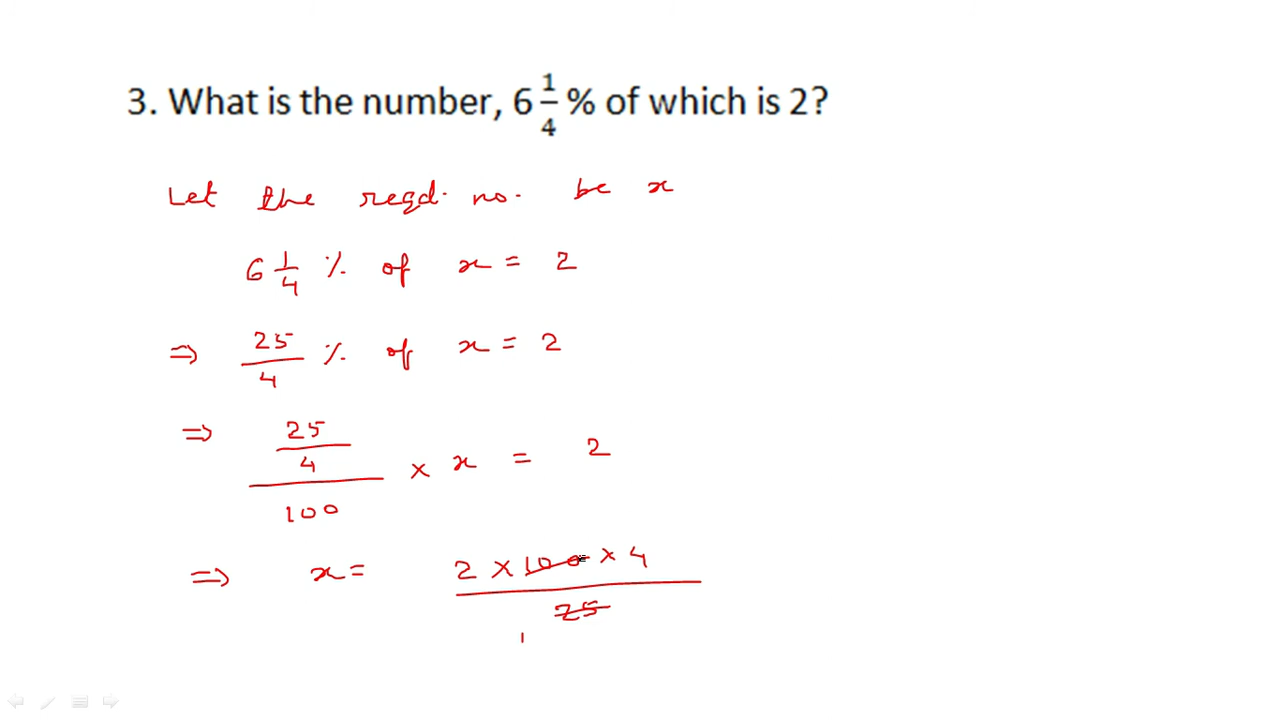 3. What is the number, 6 1/4 % of which is 2?
Let the reqd. no. be x
6 1/4 % of x = 2
⇒ 25/4 % of x = 2
⇒ (25/4)/100 × x = 2
⇒ x = (2 × 100 × 4)/25
1